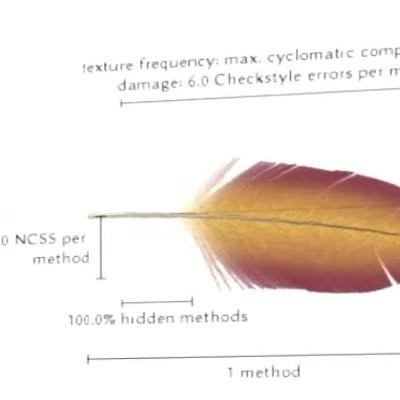 texture frequency: max. cyclomatic comp
damage: 6.0 Checkstyle errors per m
0 NCSS per
method
100.0% hidden methods
1 method